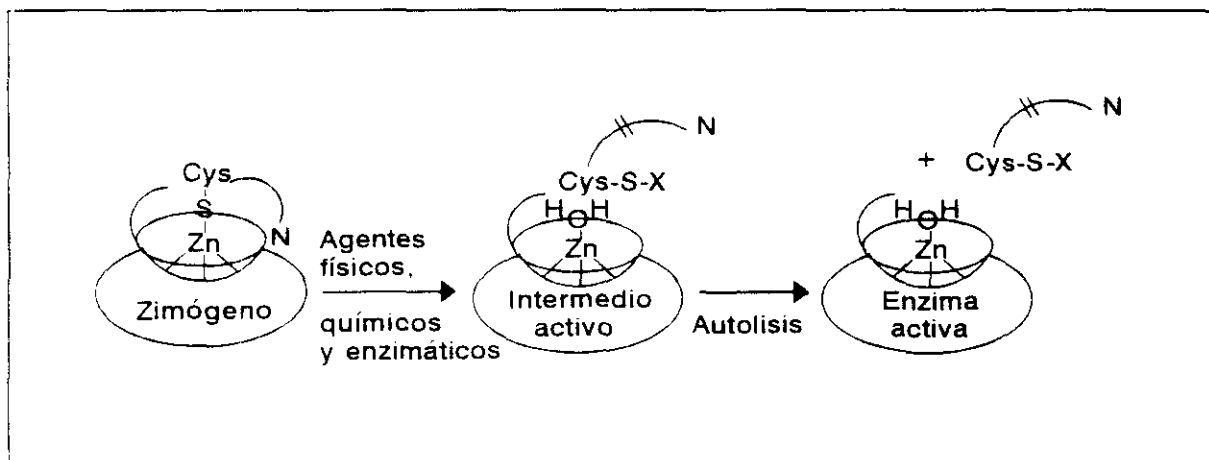 Cys
S
Zn
N
Zimógeno
Agentes
físicos,
químicos
y enzimáticos
N
Cys-S-X
H O H
Zn
Intermedio
activo
Autolisis
+
N
Cys-S-X
H O H
Zn
Enzima
activa